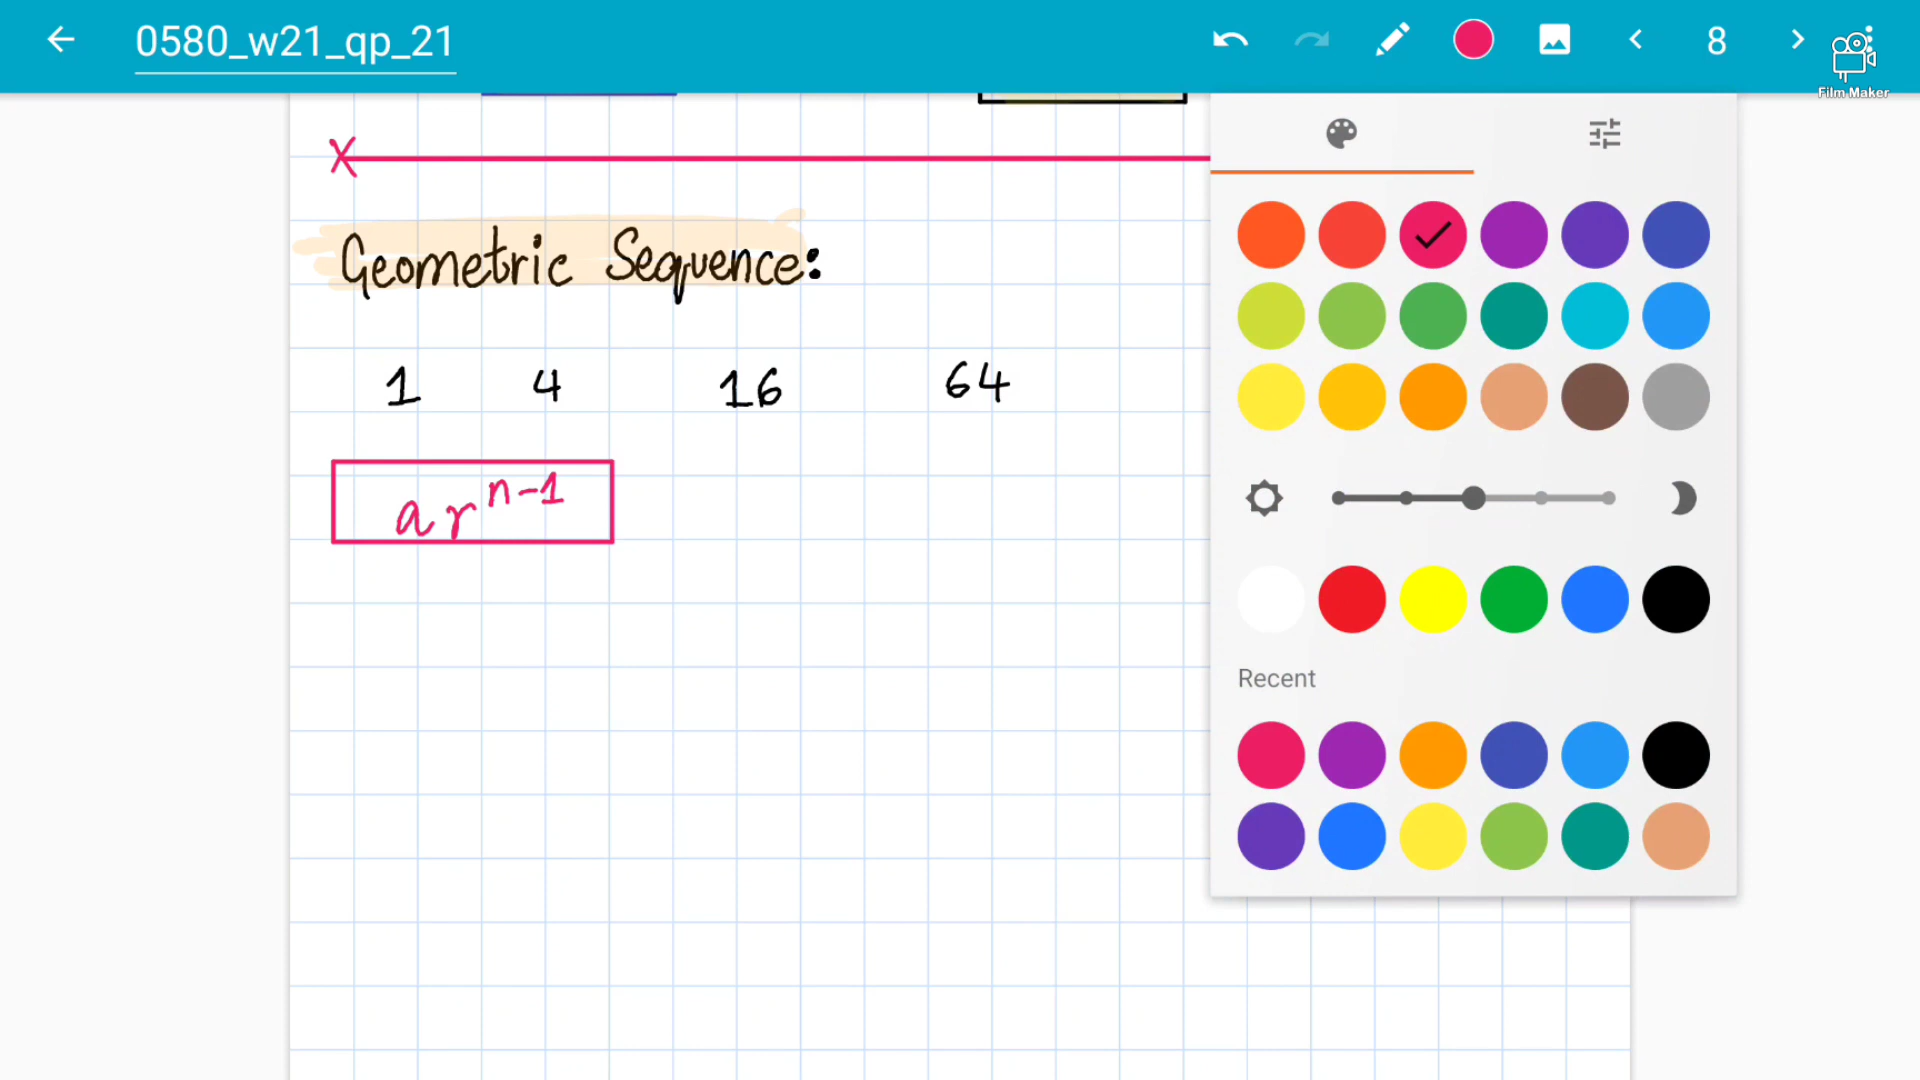 0580_w21_qp_21
8
Film Maker
Geometric Sequence:
1 4 16 64
ar^{n-1}
Recent